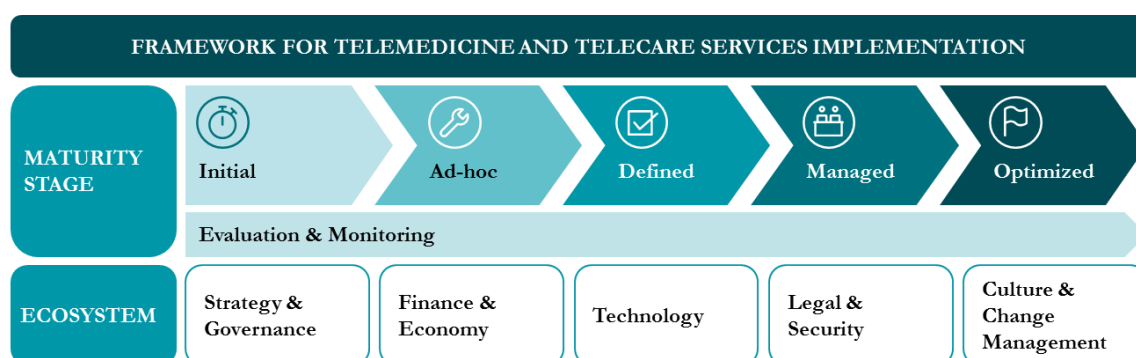 FRAMEWORK FOR TELEMEDICINE AND TELECARE SERVICES IMPLEMENTATION
MATURITY
STAGE
Initial
Ad-hoc
Defined
Managed
Optimized
Evaluation & Monitoring
ECOSYSTEM
Strategy &
Governance
Finance &
Economy
Technology
Legal &
Security
Culture &
Change
Management